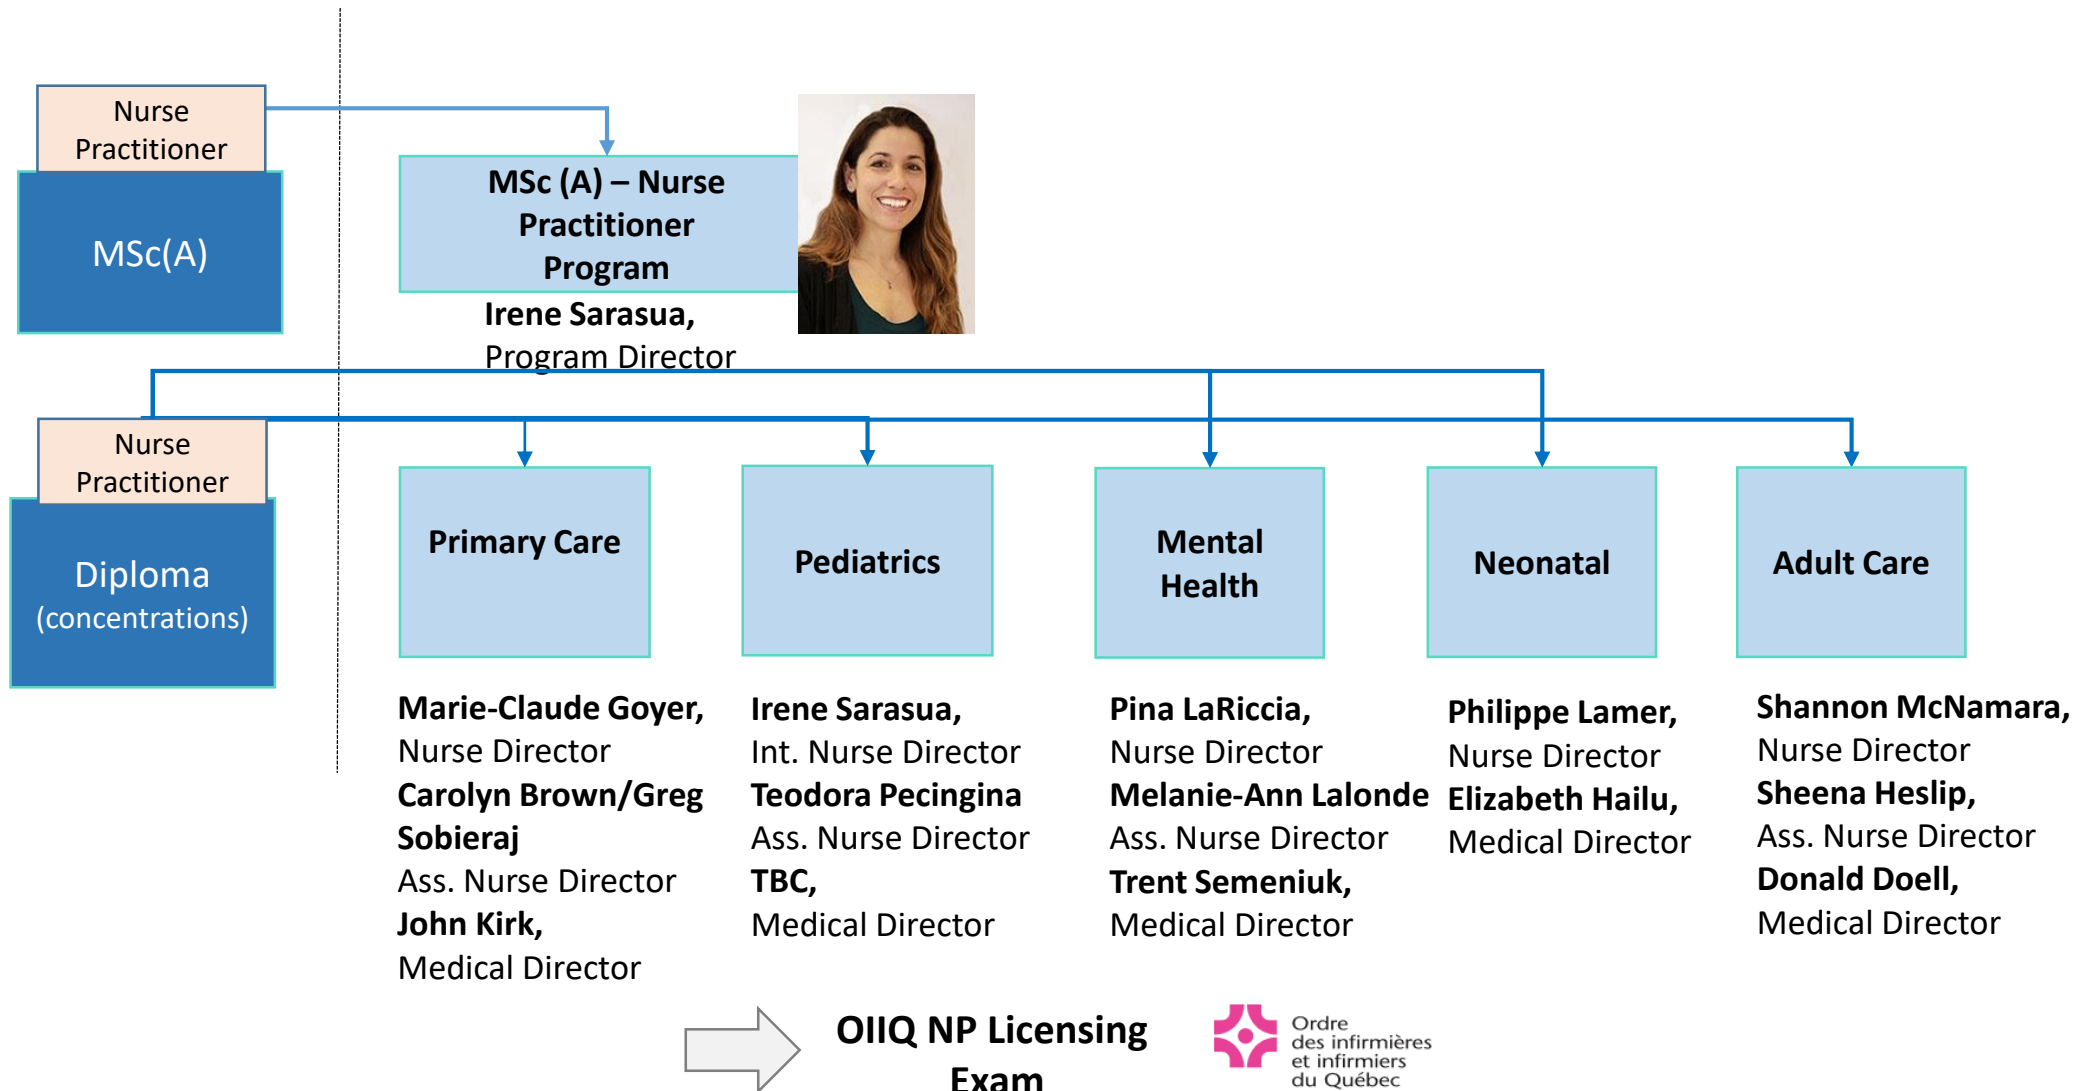 Nurse
Practitioner
MSc(A)
MSc (A) – Nurse
Practitioner
Program
Irene Sarasua,
Program Director
Nurse
Practitioner
Diploma
(concentrations)
Primary Care
Pediatrics
Mental
Health
Neonatal
Adult Care
Marie-Claude Goyer,
Nurse Director
Carolyn Brown/Greg
Sobieraj
Ass. Nurse Director
John Kirk,
Medical Director
Irene Sarasua,
Int. Nurse Director
Teodora Pecingina
Ass. Nurse Director
TBC,
Medical Director
Pina LaRiccia,
Nurse Director
Melanie-Ann Lalonde
Ass. Nurse Director
Trent Semeniuk,
Medical Director
Philippe Lamer,
Nurse Director
Elizabeth Hailu,
Medical Director
Shannon McNamara,
Nurse Director
Sheena Heslip,
Ass. Nurse Director
Donald Doell,
Medical Director
OIIQ NP Licensing
Exam
Ordre
des infirmières
et infirmiers
du Québec